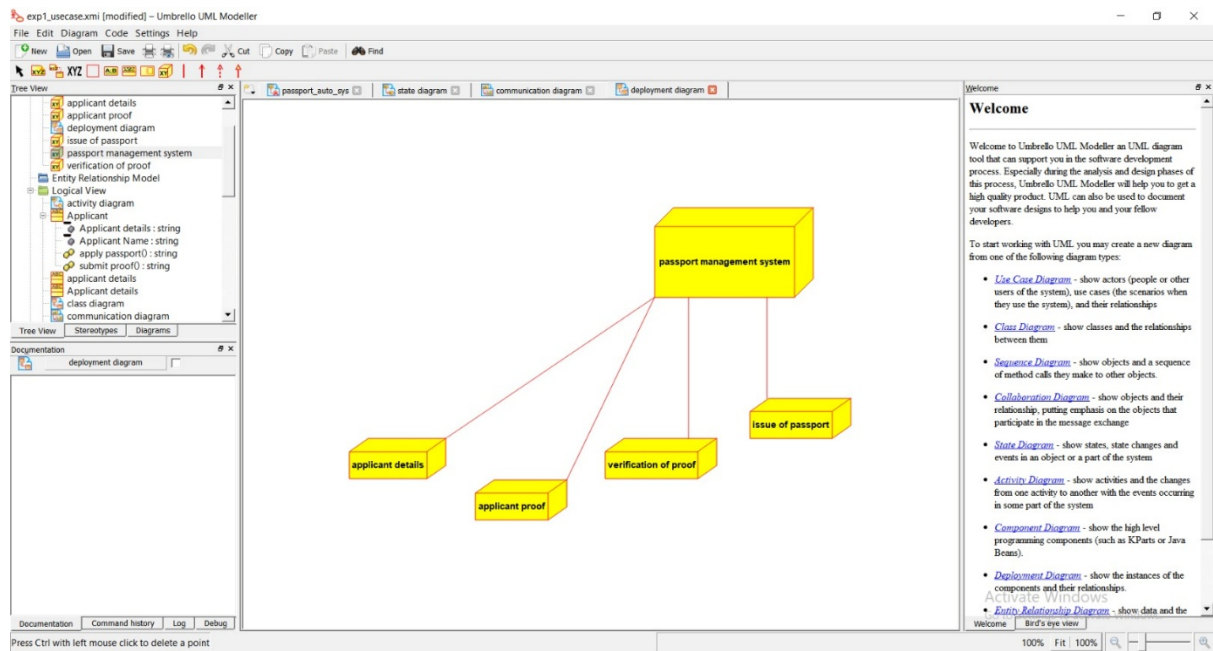 exp1_usecase.xmi [modified] – Umbrello UML Modeller
File Edit Diagram Code Settings Help
New Open Save Cut Copy Paste Find
XYZ
Tree View
applicant details
applicant proof
deployment diagram
issue of passport
passport management system
verification of proof
Entity Relationship Model
Logical View
activity diagram
Applicant
Applicant details : string
Applicant Name : string
apply passport() : string
submit proof() : string
applicant details
Applicant details
class diagram
communication diagram
Tree View Stereotypes Diagrams
Documentation
deployment diagram
Documentation Command history Log Debug
Press Ctrl with left mouse click to delete a point
passport_auto_sys state diagram communication diagram deployment diagram
passport management system
issue of passport
applicant details
verification of proof
applicant proof
Welcome
Welcome
Welcome to Umbrello UML Modeller an UML diagram
tool that can support you in the software development
process. Especially during the analysis and design phases of
this process, Umbrello UML Modeller will help you to get a
high quality product. UML can also be used to document
your software designs to help you and your fellow
developers.
To start working with UML you may create a new diagram
from one of the following diagram types:
Use Case Diagram - show actors (people or other
users of the system), use cases (the scenarios when
they use the system), and their relationships
Class Diagram - show classes and the relationships
between them
Sequence Diagram - show objects and a sequence
of method calls they make to other objects.
Collaboration Diagram - show objects and their
relationship, putting emphasis on the objects that
participate in the message exchange
State Diagram - show states, state changes and
events in an object or a part of the system
Activity Diagram - show activities and the changes
from one activity to another with the events occurring
in some part of the system
Component Diagram - show the high level
programming components (such as KParts or Java
Beans).
Deployment Diagram - show the instances of the
components and their relationships.
Activate Windows
Entity Relationship Diagram - show data and the
Welcome Bird's eye view
100% Fit 100%